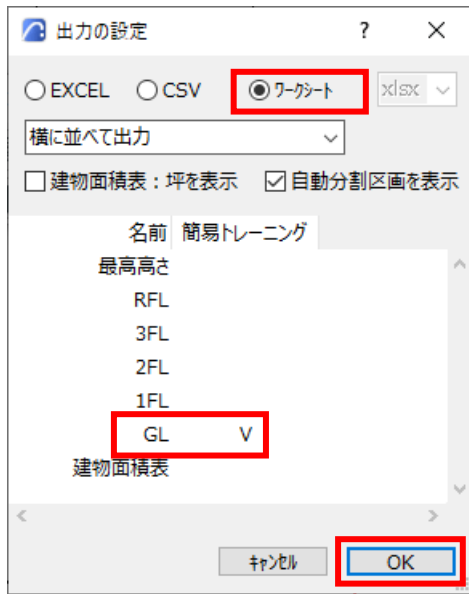 出力の設定 ?
EXCEL CSV ワークシート xlsx
横に並べて出力
建物面積表：坪を表示 自動分割区画を表示
名前 簡易トレーニング
最高高さ
RFL
3FL
2FL
1FL
GL V
建物面積表
キャンセル OK